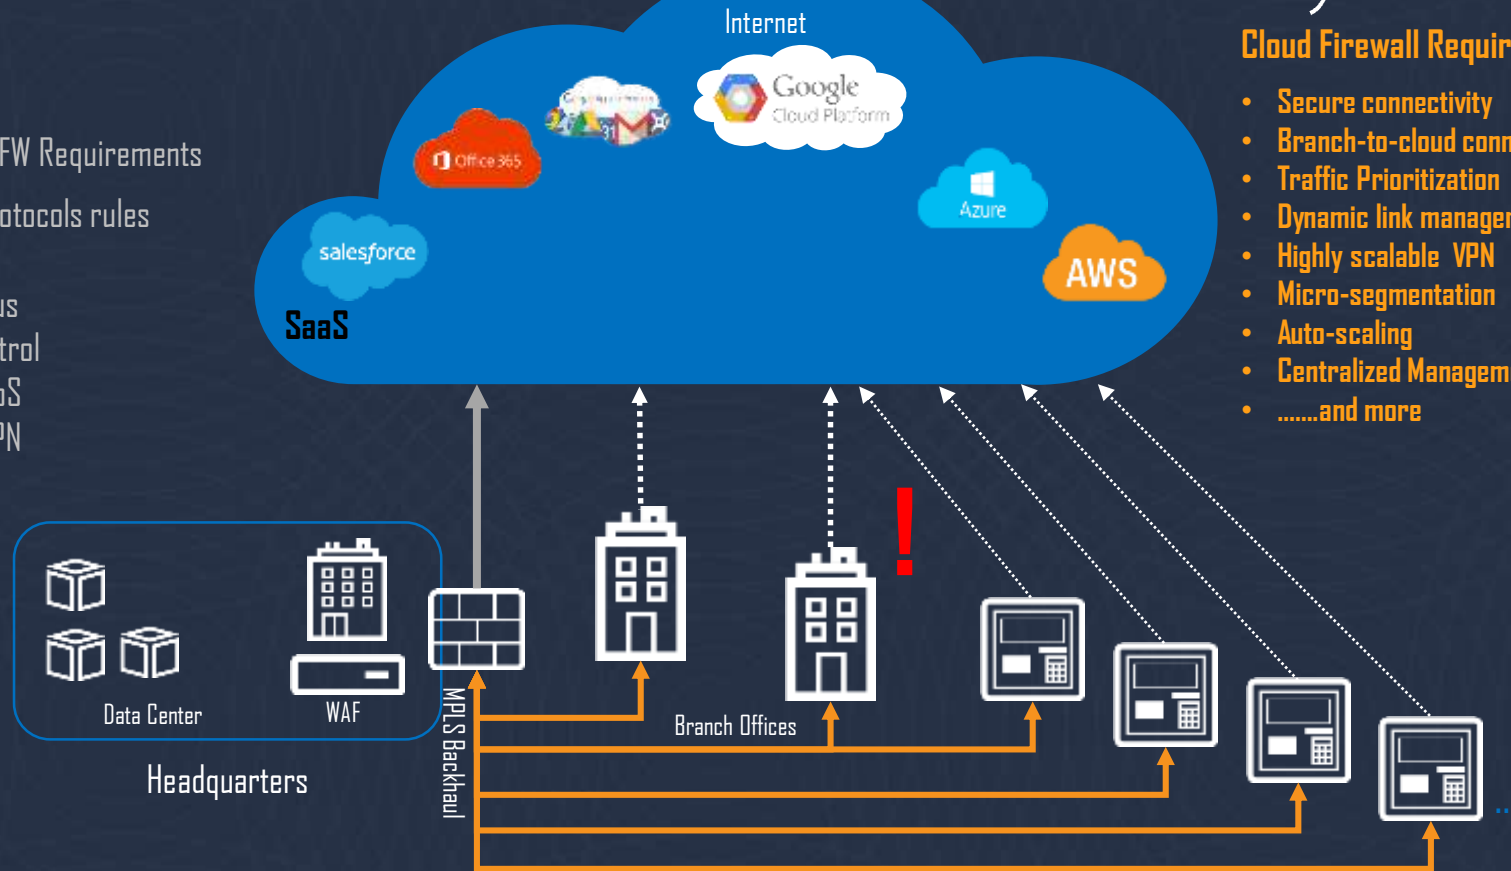 Internet
Google
Cloud Platform
Office 365
31
Azure
salesforce
AWS
SaaS
FW Requirements
otocols rules
us
trol
oS
PN
Cloud Firewall Requir
• Secure connectivity
• Branch-to-cloud conn
• Traffic Prioritization
• Dynamic link manager
• Highly scalable VPN
• Micro-segmentation
• Auto-scaling
• Centralized Managem
• .......and more
!
Data Center
WAF
MPLS Backhaul
Branch Offices
Headquarters
..